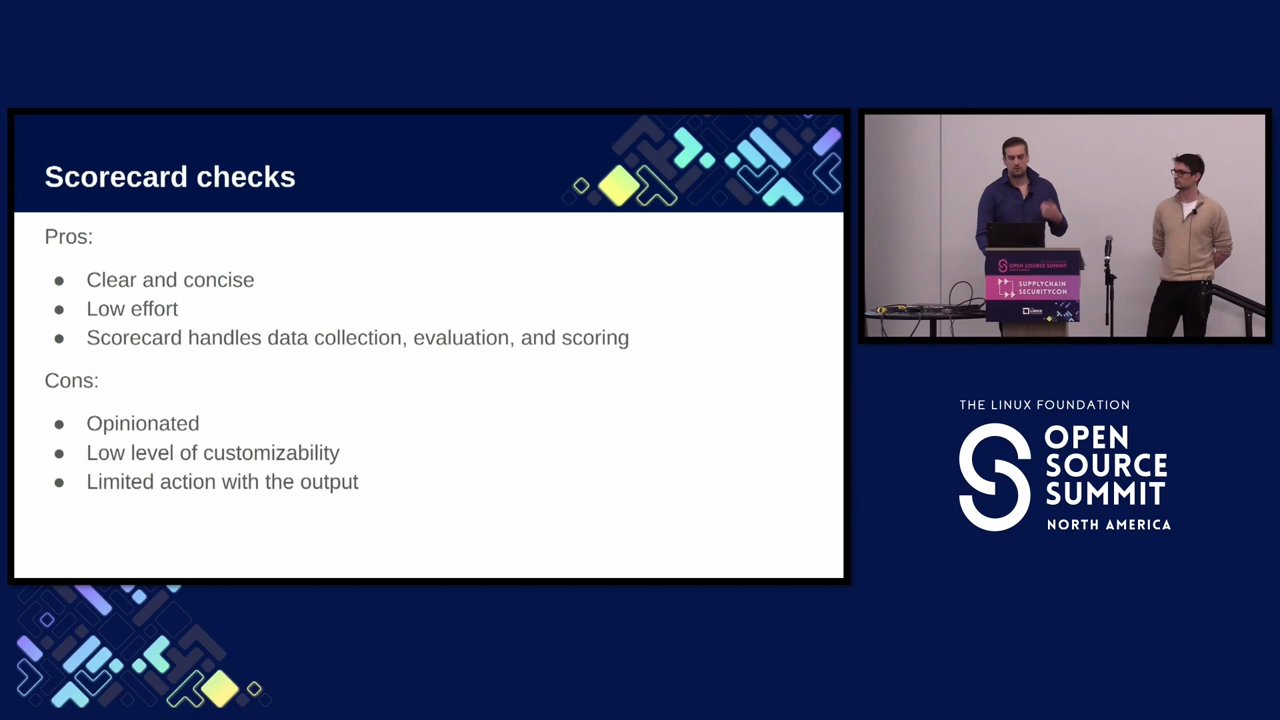 Scorecard checks
Pros:
● Clear and concise
● Low effort
● Scorecard handles data collection, evaluation, and scoring
Cons:
● Opinionated
● Low level of customizability
● Limited action with the output
OPEN SOURCE SUMMIT
SUPPLYCHAIN
SECURITYCON
THE LINUX FOUNDATION
OPEN
SOURCE
SUMMIT
NORTH AMERICA